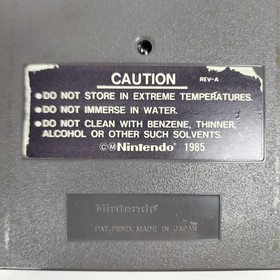 CAUTION
REV-A
•DO NOT STORE IN EXTREME TEMPERATURES.
•DO NOT IMMERSE IN WATER.
•DO NOT CLEAN WITH BENZENE, THINNER,
ALCOHOL OR OTHER SUCH SOLVENTS.
©ⓂNintendo® 1985
Nintendo®
PAT. PEND. MADE IN JAPAN